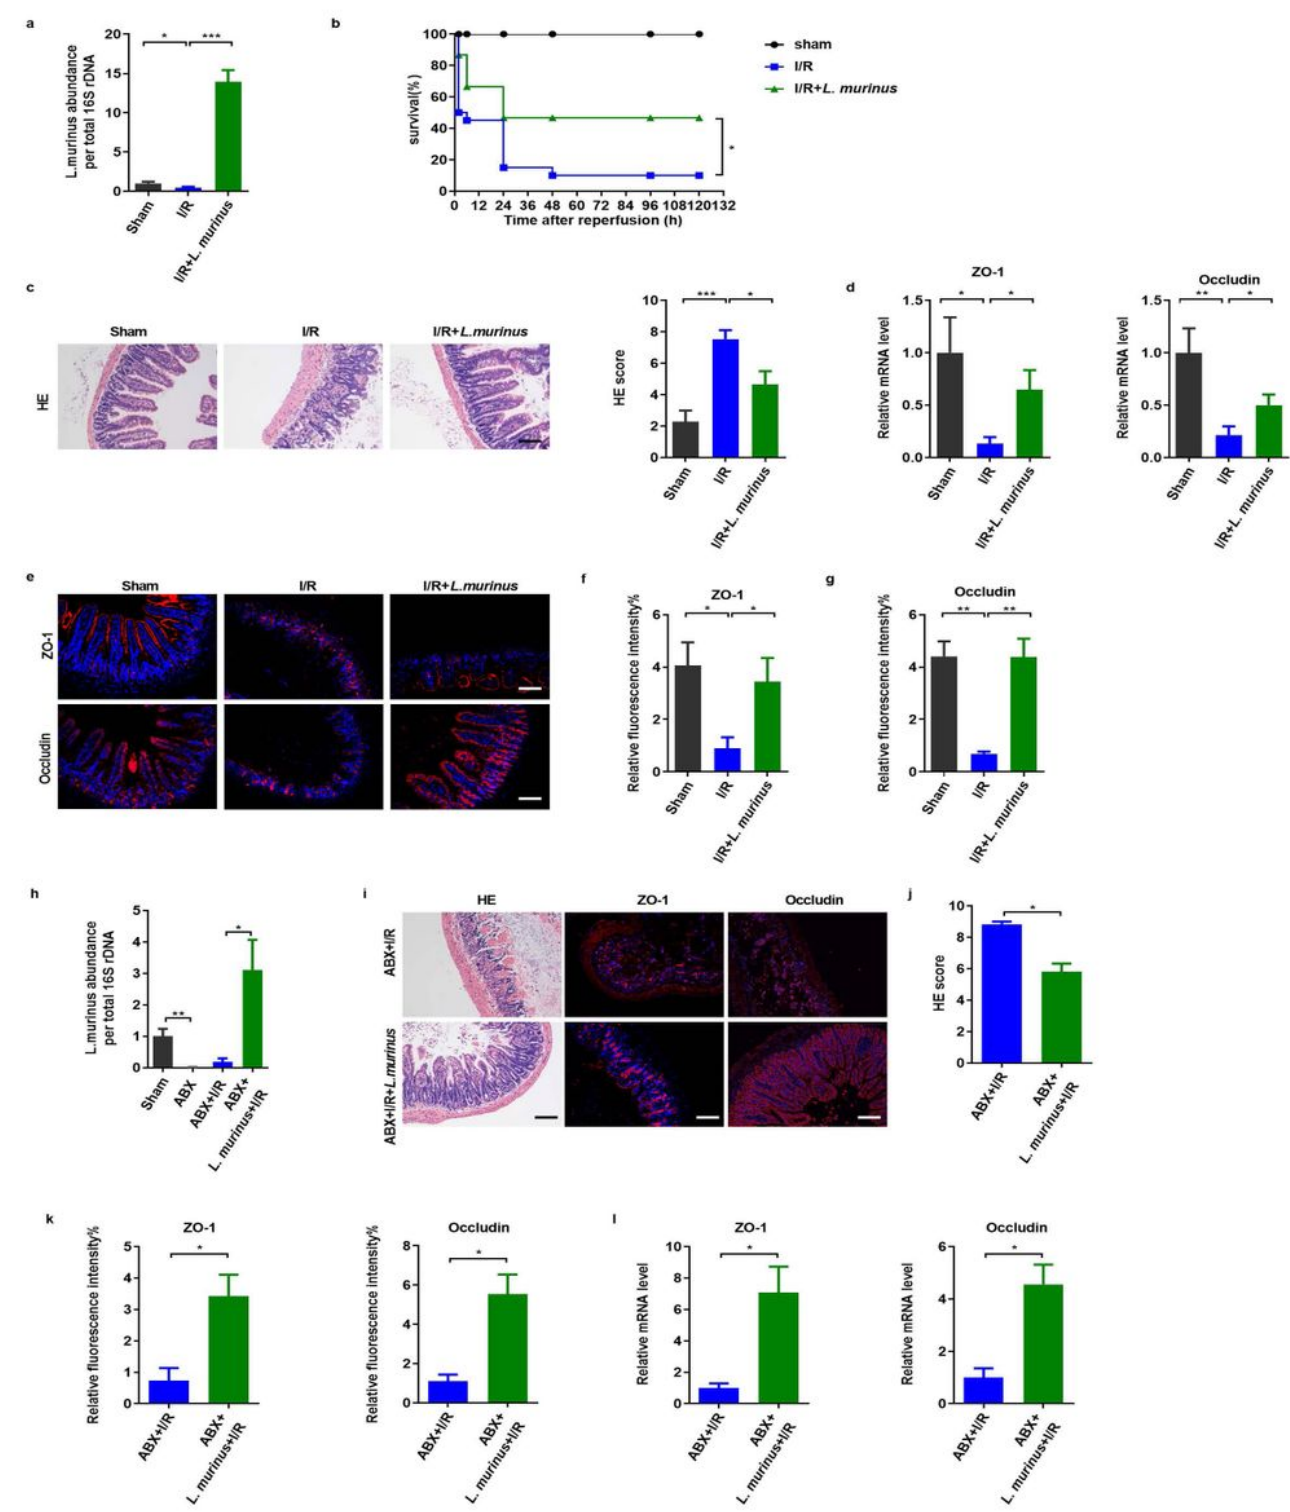 a
L.murinus abundance
per total 16S rDNA
20
15
10
5
0
* ***
Sham
I/R
I/R+L. murinus
b
survival(%)
100
80
60
40
20
0
0 12 24 36 48 60 72 84 96 108120132
Time after reperfusion (h)
sham
I/R
I/R+L. murinus
*
c
Sham I/R I/R+L.murinus
HE
HE score
10
8
6
4
2
0
*** *
Sham
I/R
I/R+L. murinus
d
ZO-1
Relative mRNA level
1.5
1.0
0.5
0.0
* *
Sham
I/R
I/R+L. murinus
Occludin
Relative mRNA level
1.5
1.0
0.5
0.0
** *
Sham
I/R
I/R+L. murinus
e
Sham I/R I/R+L.murinus
ZO-1
Occludin
f
ZO-1
Relative fluorescence intensity%
6
4
2
0
* *
Sham
I/R
I/R+L. murinus
g
Occludin
Relative fluorescence intensity%
6
4
2
0
** **
Sham
I/R
I/R+L. murinus
h
L.murinus abundance
per total 16S rDNA
5
4
3
2
1
0
** *
Sham
ABX
ABX+I/R
ABX+
L. murinus+I/R
i
HE ZO-1 Occludin
ABX+I/R
ABX+I/R+L.murinus
j
HE score
10
8
6
4
2
0
*
ABX+I/R
ABX+
L. murinus+I/R
k
ZO-1
Relative fluorescence intensity%
5
4
3
2
1
0
*
ABX+I/R
ABX+
L. murinus+I/R
Occludin
Relative fluorescence intensity%
8
6
4
2
0
*
ABX+I/R
ABX+
L. murinus+I/R
l
ZO-1
Relative mRNA level
10
8
6
4
2
0
*
ABX+I/R
ABX+
L. murinus+I/R
Occludin
Relative mRNA level
6
4
2
0
*
ABX+I/R
ABX+
L. murinus+I/R